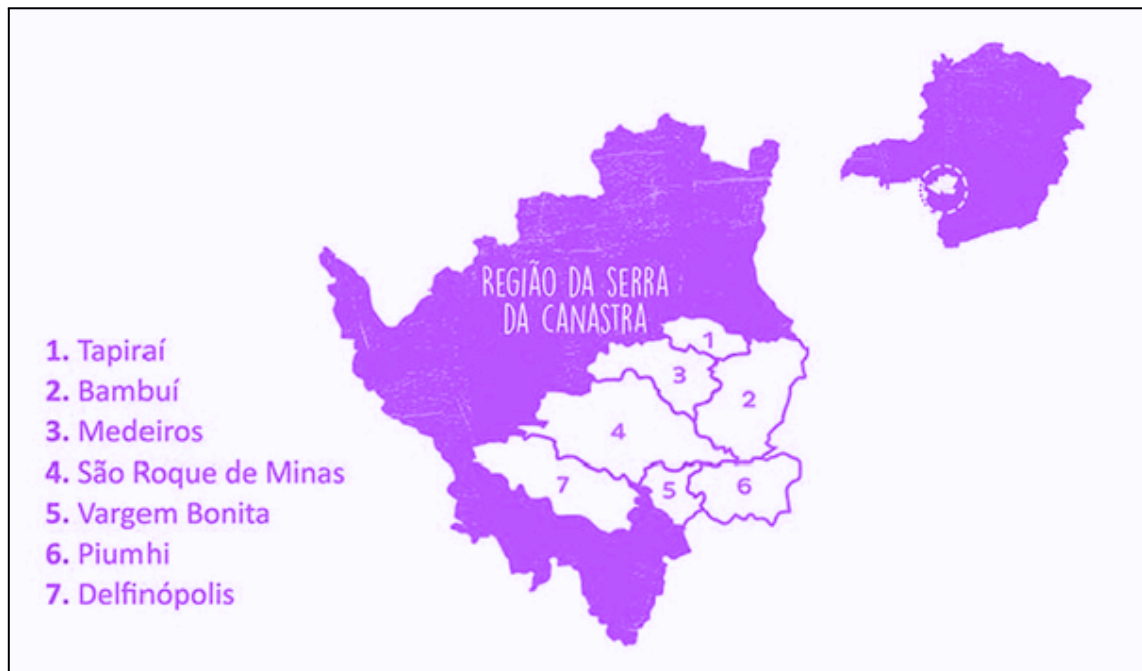 REGIÃO DA SERRA
DA CANASTRA
1
3
2
4
7
5
6
1. Tapiraí
2. Bambuí
3. Medeiros
4. São Roque de Minas
5. Vargem Bonita
6. Piumhi
7. Delfinópolis